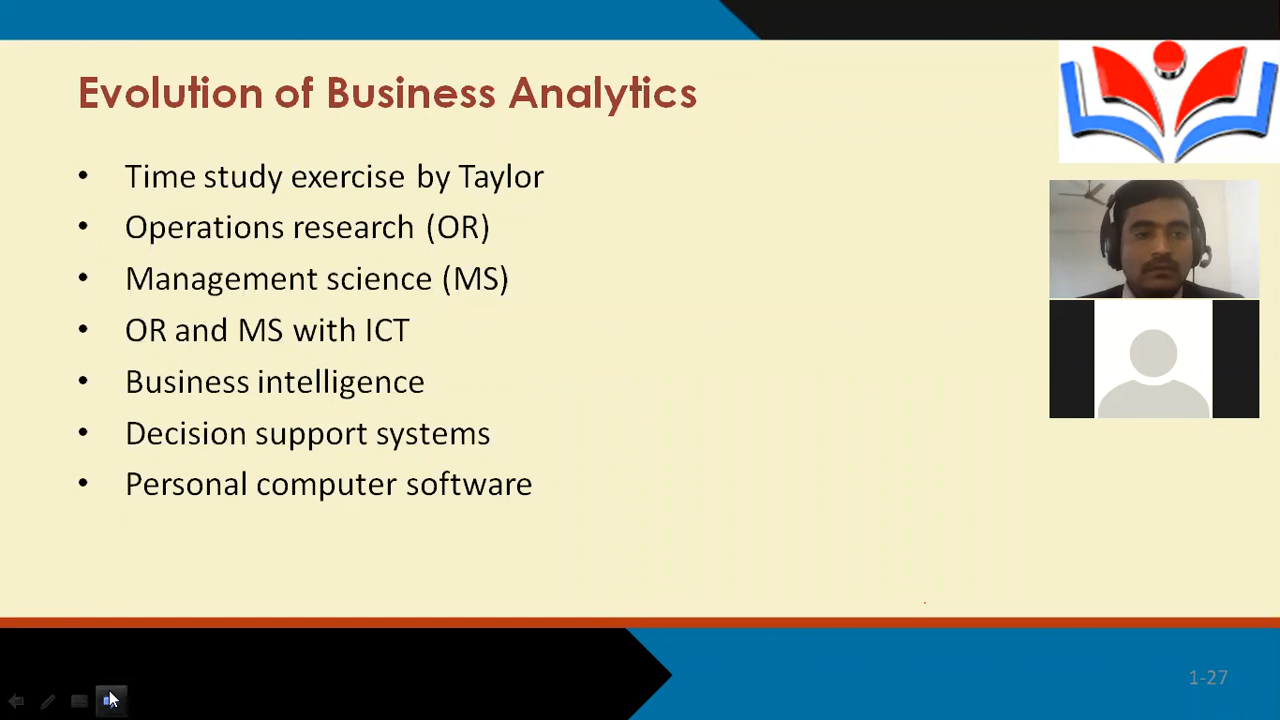 Evolution of Business Analytics
• Time study exercise by Taylor
• Operations research (OR)
• Management science (MS)
• OR and MS with ICT
• Business intelligence
• Decision support systems
• Personal computer software
1-27